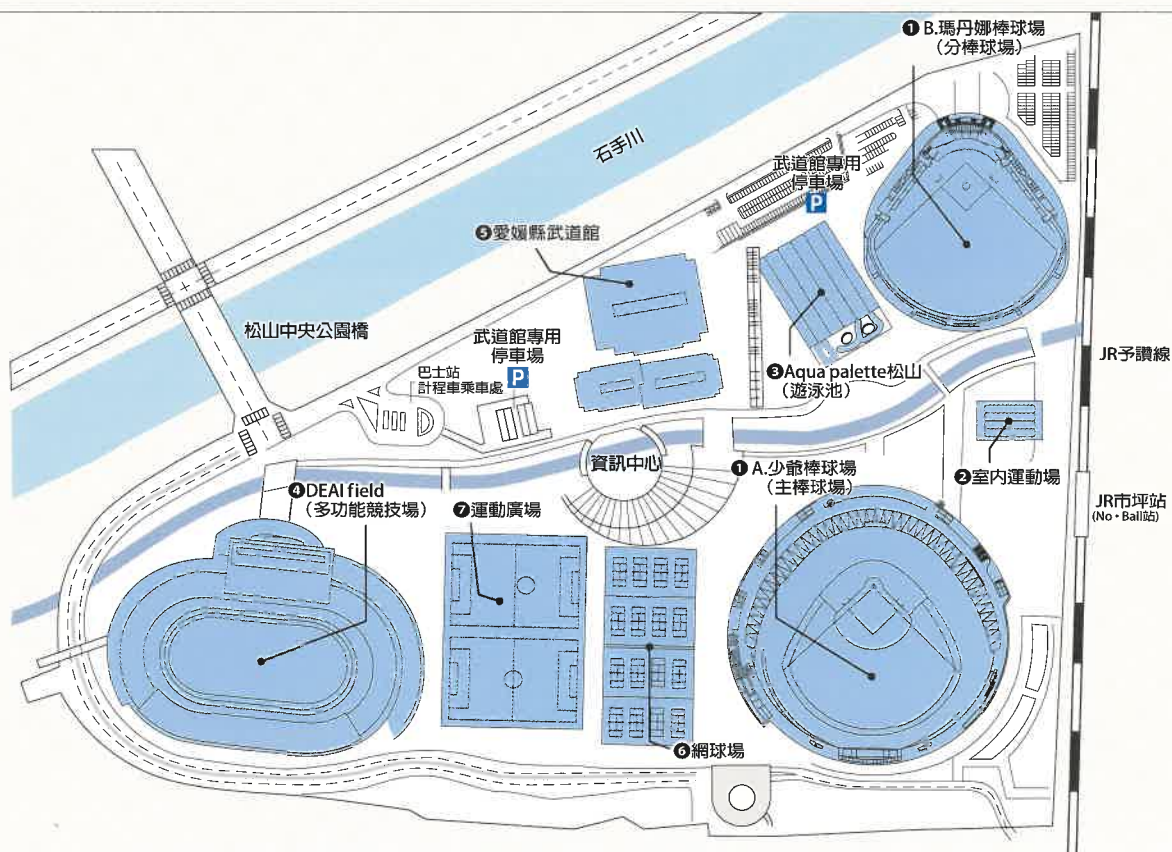 ❶ B.瑪丹娜棒球場
（分棒球場）
石手川
武道館專用
停車場
P
❺愛媛縣武道館
松山中央公園橋
武道館專用
停車場
P
巴士站
計程車乘車處
❸Aqua palette松山
（遊泳池）
JR予讚線
資訊中心
❶ A.少爺棒球場
（主棒球場）
❷室內運動場
❹DEAI field
（多功能競技場）
❼運動廣場
JR市坪站
(No・Ball站)
❻網球場